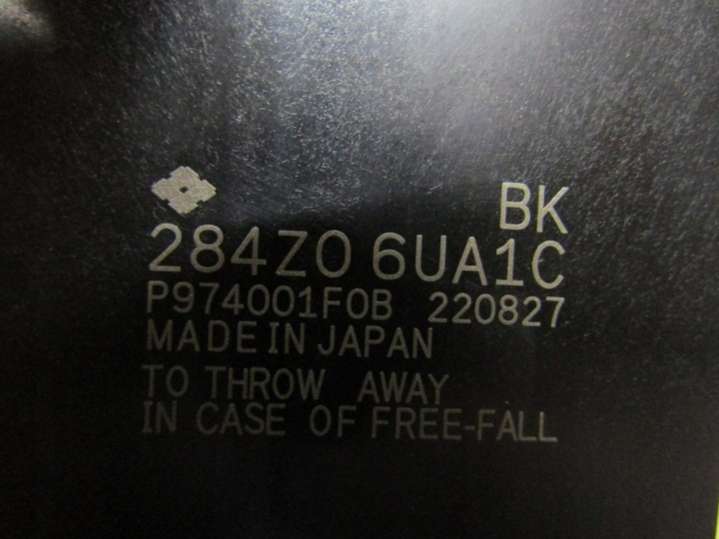 BK
284Z0 6UA1C
P974001F0B 220827
MADE IN JAPAN
TO THROW AWAY
IN CASE OF FREE-FALL